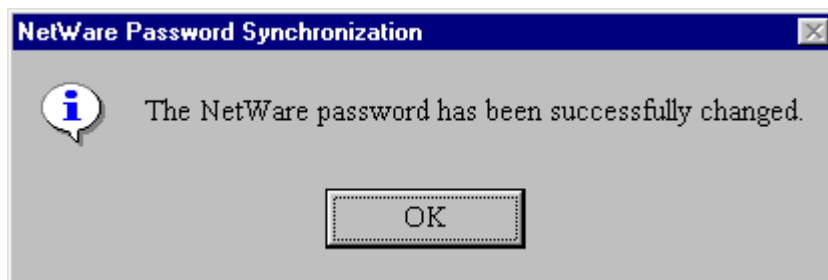 NetWare Password Synchronization
The NetWare password has been successfully changed.
OK